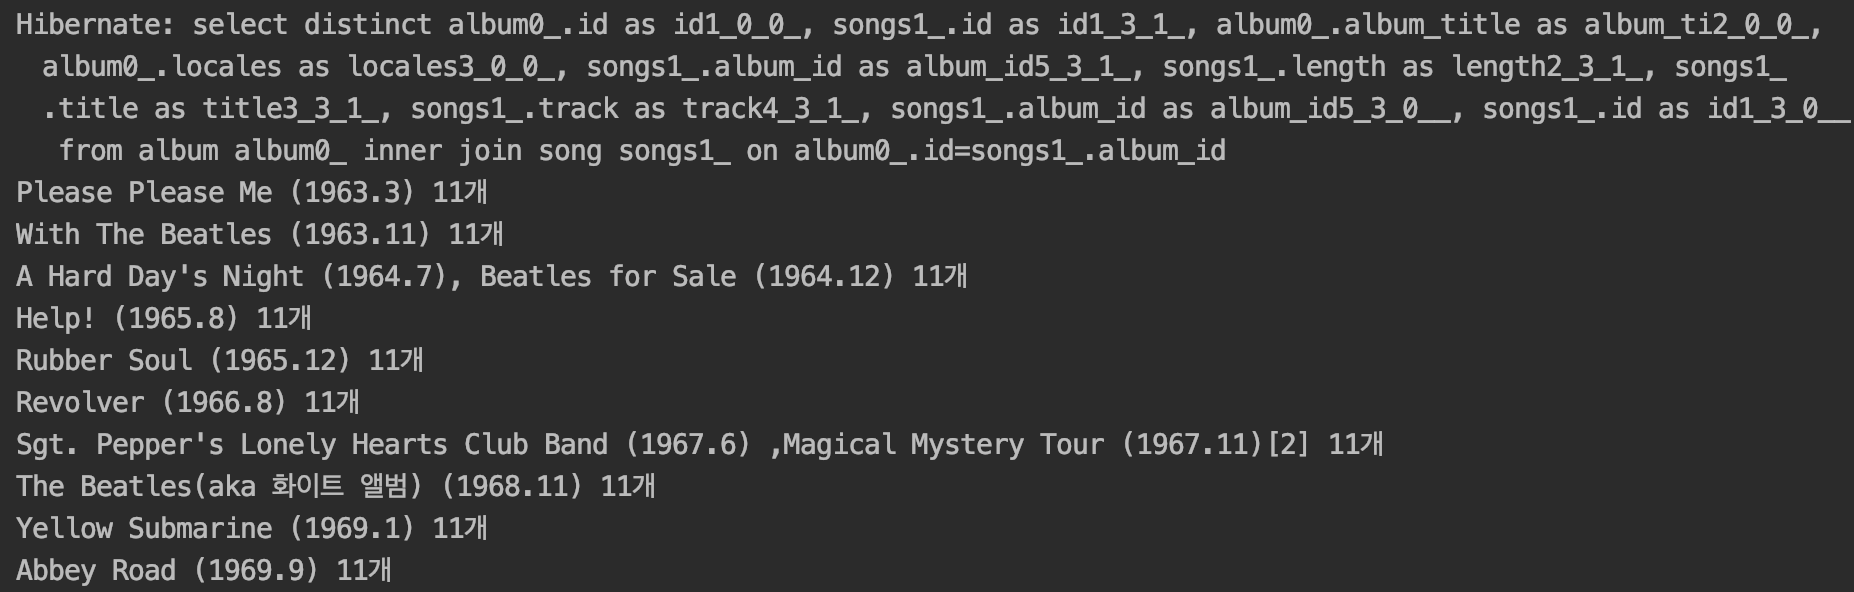 Hibernate: select distinct album0_.id as id1_0_0_, songs1_.id as id1_3_1_, album0_.album_title as album_ti2_0_0_,
album0_.locales as locales3_0_0_, songs1_.album_id as album_id5_3_1_, songs1_.length as length2_3_1_, songs1_
.title as title3_3_1_, songs1_.track as track4_3_1_, songs1_.album_id as album_id5_3_0__, songs1_.id as id1_3_0__
from album album0_ inner join song songs1_ on album0_.id=songs1_.album_id
Please Please Me (1963.3) 11개
With The Beatles (1963.11) 11개
A Hard Day's Night (1964.7), Beatles for Sale (1964.12) 11개
Help! (1965.8) 11개
Rubber Soul (1965.12) 11개
Revolver (1966.8) 11개
Sgt. Pepper's Lonely Hearts Club Band (1967.6) ,Magical Mystery Tour (1967.11)[2] 11개
The Beatles(aka 화이트 앨범) (1968.11) 11개
Yellow Submarine (1969.1) 11개
Abbey Road (1969.9) 11개